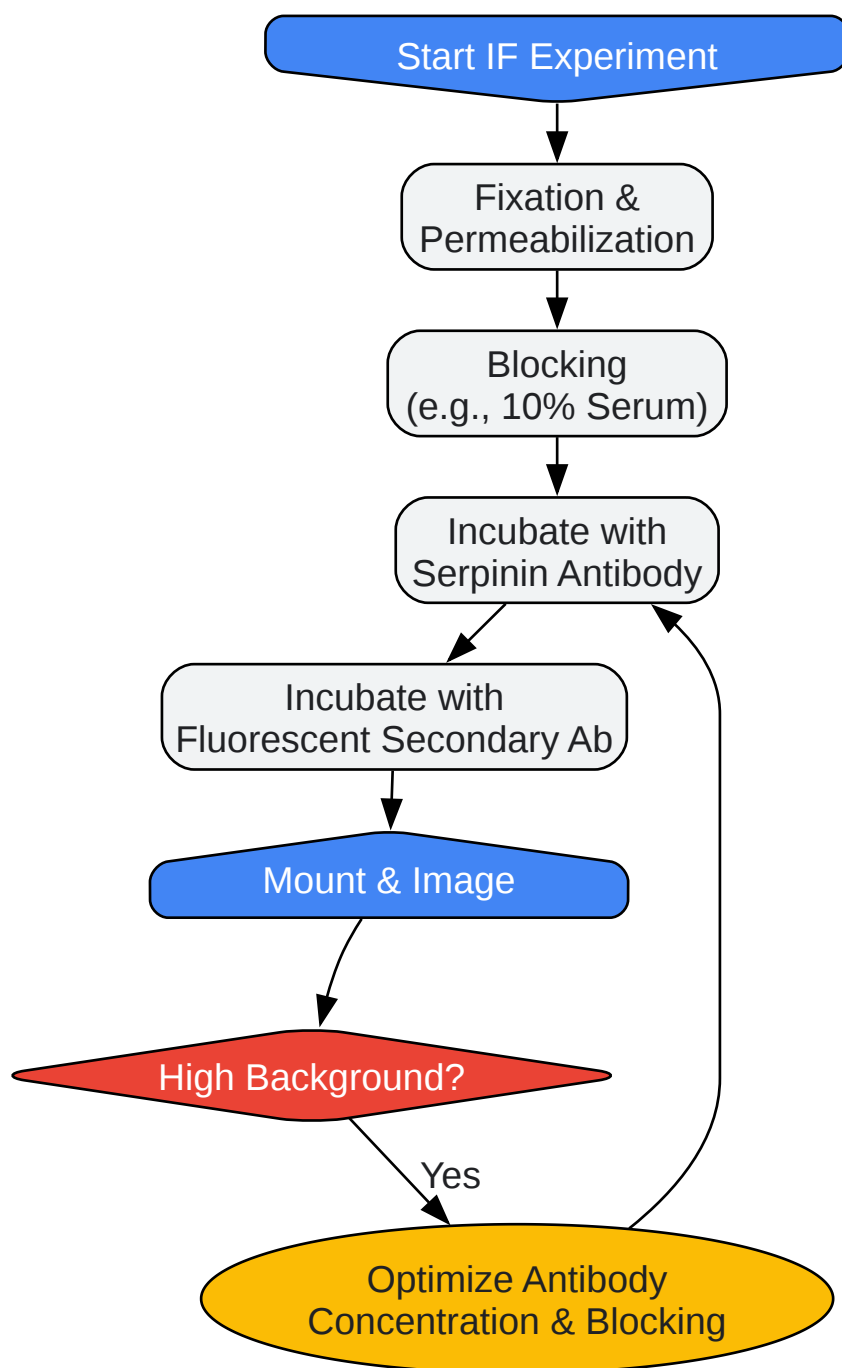 Start IF Experiment
Fixation &
Permeabilization
Blocking
(e.g., 10% Serum)
Incubate with
Serpinin Antibody
Incubate with
Fluorescent Secondary Ab
Mount & Image
High Background?
Yes
Optimize Antibody
Concentration & Blocking